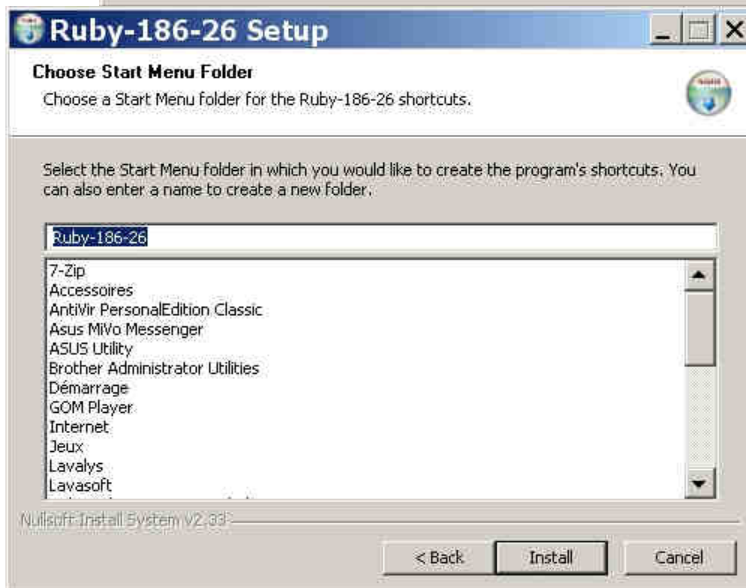 Ruby-186-26 Setup
Choose Start Menu Folder
Choose a Start Menu folder for the Ruby-186-26 shortcuts.
Select the Start Menu folder in which you would like to create the program's shortcuts. You
can also enter a name to create a new folder.
Ruby-186-26
7-Zip
Accessoires
AntiVir PersonalEdition Classic
Asus MiVo Messenger
ASUS Utility
Brother Administrator Utilities
Démarrage
GOM Player
Internet
Jeux
Lavalys
Lavasoft
Nullsoft Install System v2.33
< Back Install Cancel